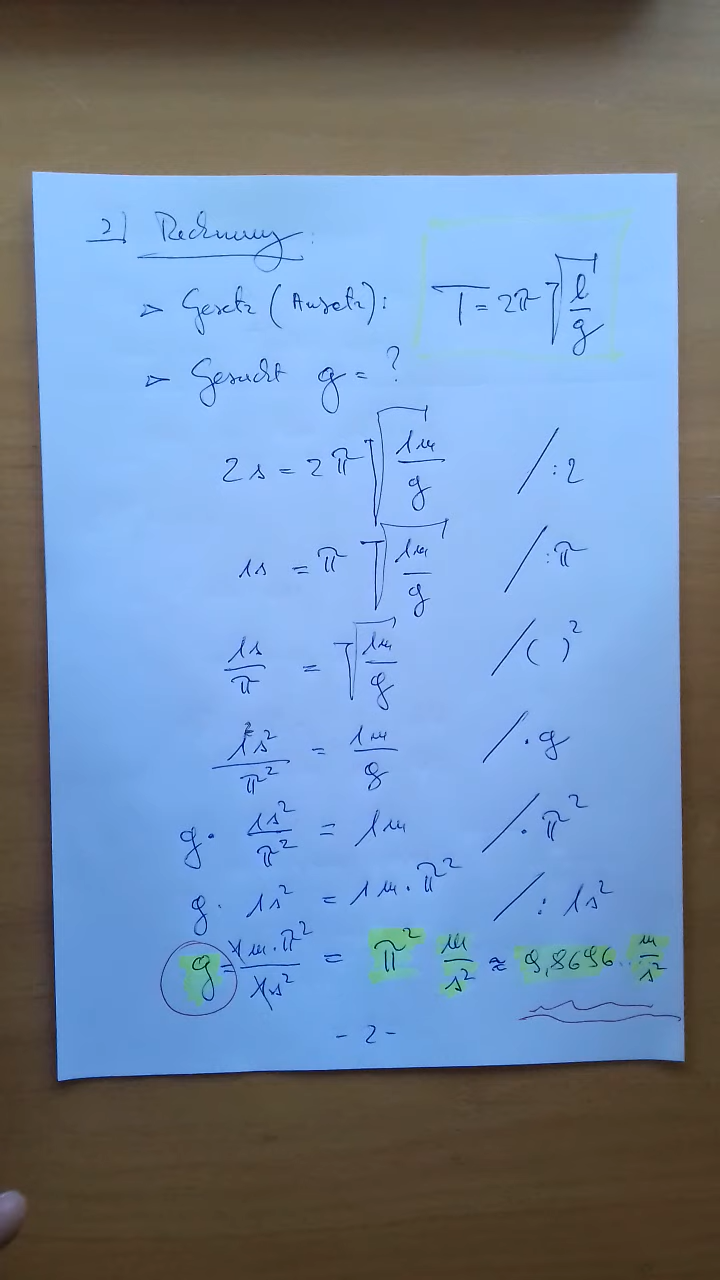 2) Rechnung:
▻ Gesetz (Ansatz): T = 2π √(l/g)
▻ Gesucht g = ?
2s = 2π √(1m/g) /:2
1s = π √(1m/g) /:π
1s/π = √(1m/g) /( )²
1²s²/π² = 1m/g /·g
g · 1s²/π² = 1m /·π²
g · 1s² = 1m·π² /: 1s²
g = 1m·π²/1s² = π² m/s² ≈ 9,8696.. m/s²
- 2 -